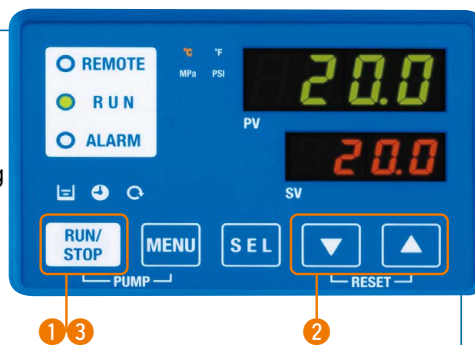 REMOTE
RUN
ALARM
°C °F
MPa PSI
20.0
PV
20.0
SV
g
RUN/
STOP
MENU
SEL
PUMP
RESET
1 3
2